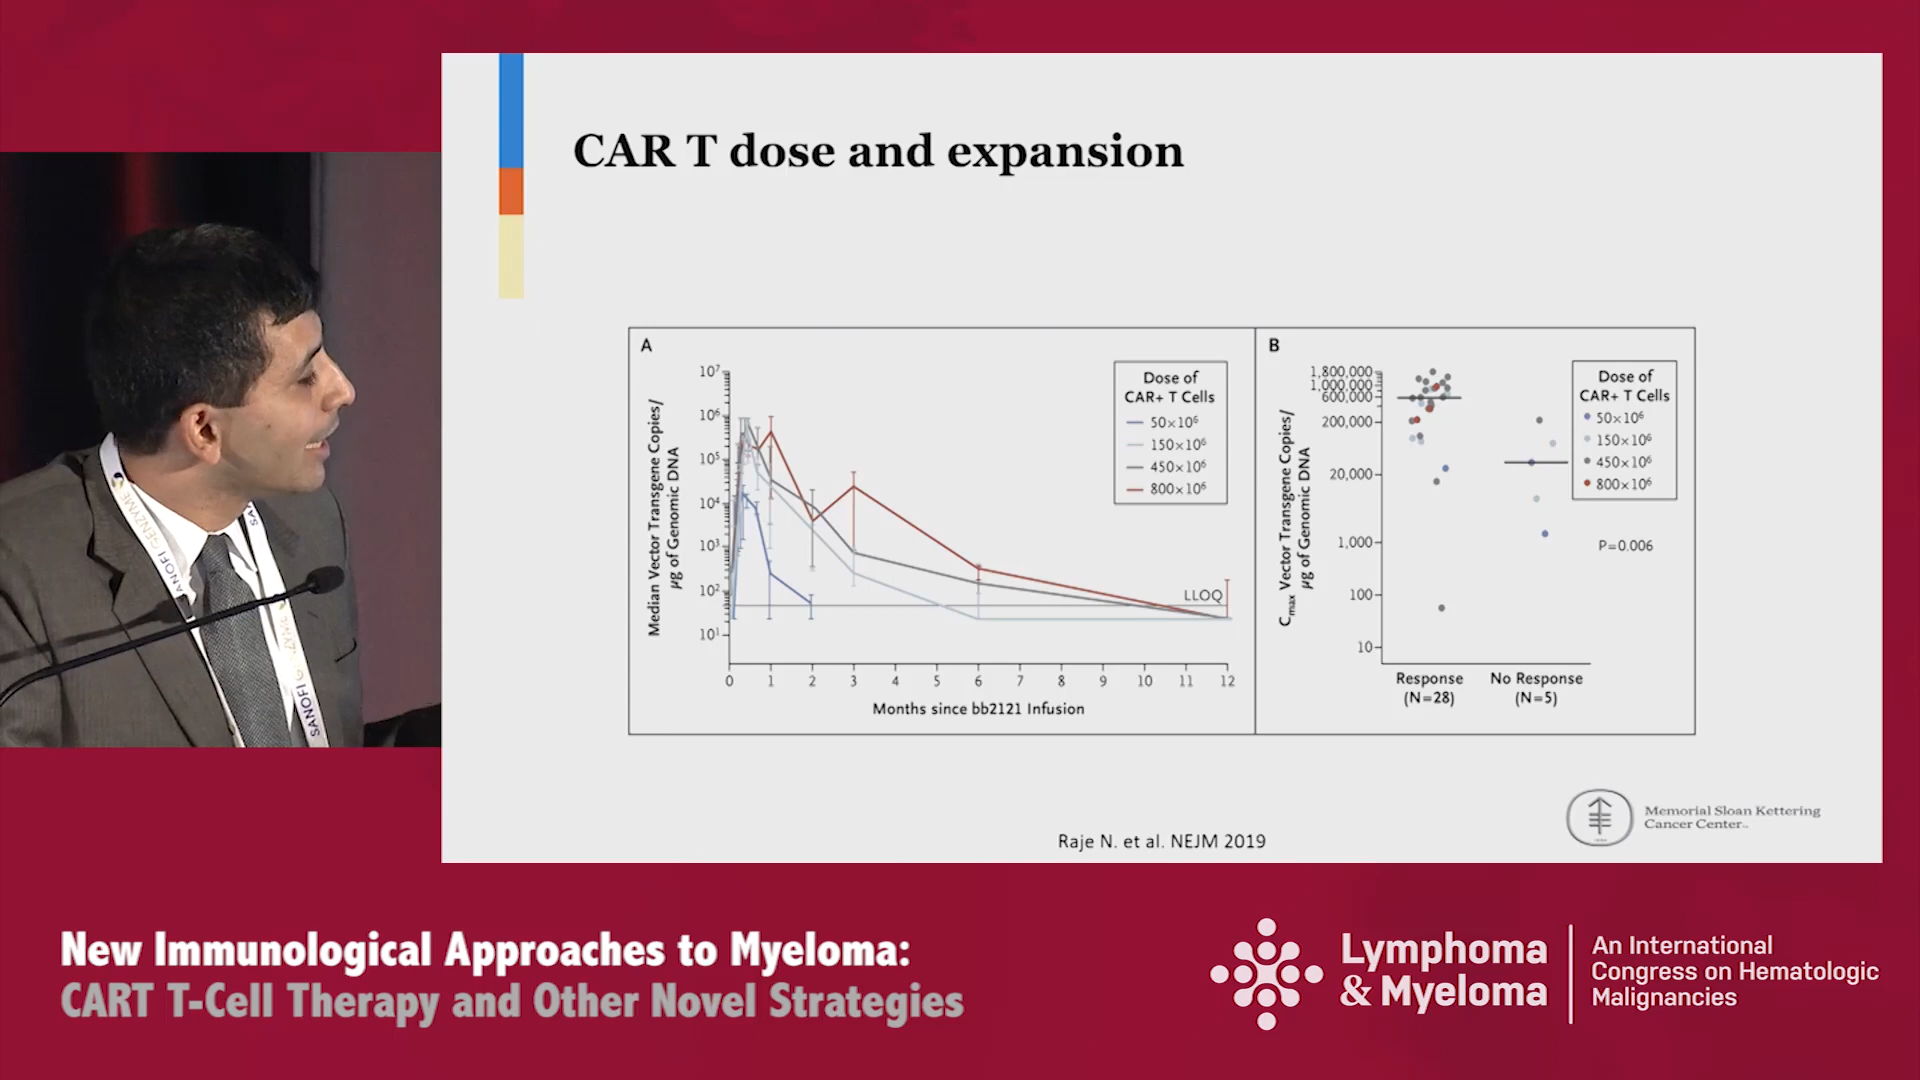 CAR T dose and expansion
A
Median Vector Transgene Copies/
µg of Genomic DNA
10⁷
10⁶
10⁵
10⁴
10³
10²
10¹
0 1 2 3 4 5 6 7 8 9 10 11 12
Months since bb2121 Infusion
LLOQ
Dose of
CAR+ T Cells
50×10⁶
150×10⁶
450×10⁶
800×10⁶
B
Cmax Vector Transgene Copies/
µg of Genomic DNA
1,800,000
1,000,000
600,000
200,000
20,000
1,000
100
10
Response
(N=28)
No Response
(N=5)
Dose of
CAR+ T Cells
50×10⁶
150×10⁶
450×10⁶
800×10⁶
P=0.006
Raje N. et al. NEJM 2019
Memorial Sloan Kettering
Cancer Center
SANOFI GENZYME
SANOFI GENZYME
SA
New Immunological Approaches to Myeloma:
CART T-Cell Therapy and Other Novel Strategies
Lymphoma
& Myeloma
An International
Congress on Hematologic
Malignancies